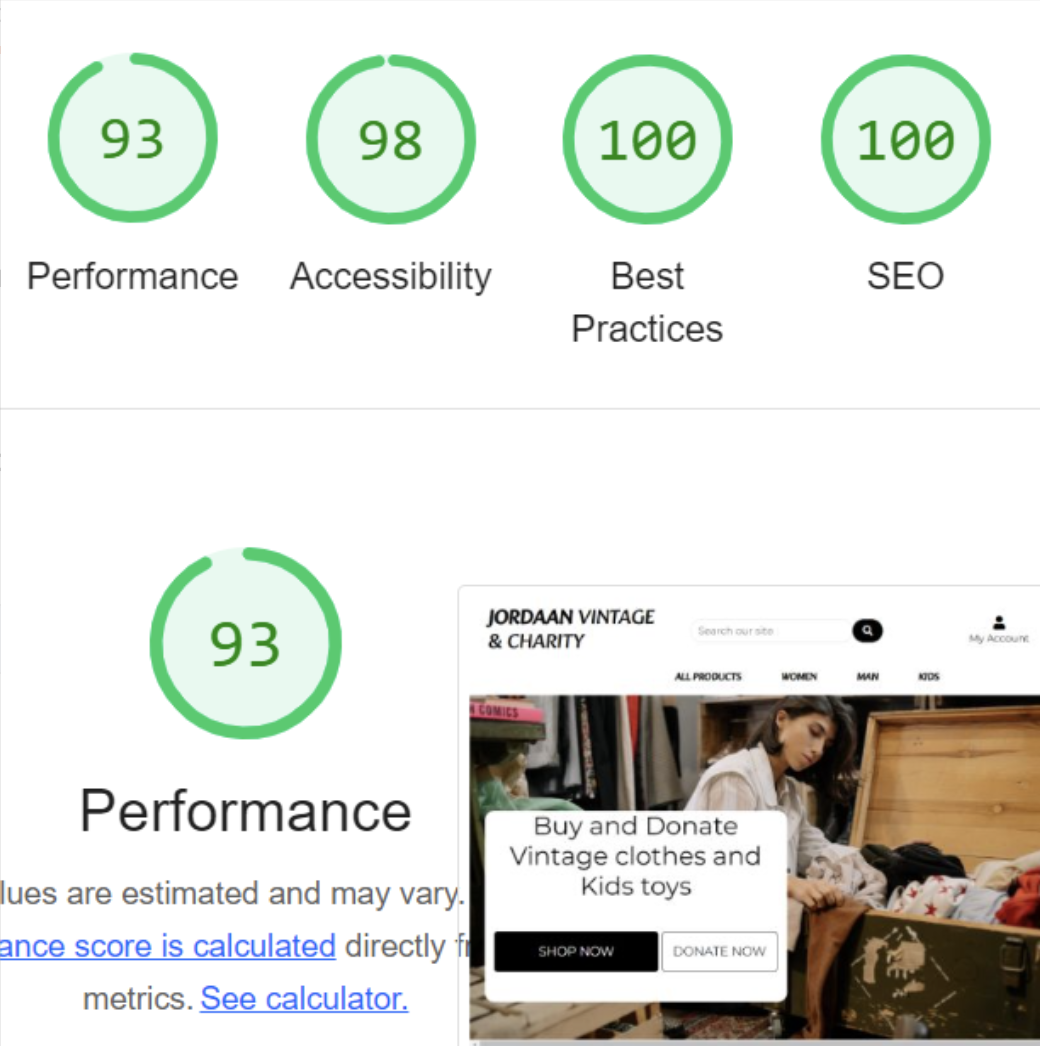 93
98
100
100
Performance
Accessibility
Best
Practices
SEO
93
Performance
lues are estimated and may vary.
ance score is calculated directly
metrics. See calculator.
JORDAAN VINTAGE
& CHARITY
Search our site
My Account
ALL PRODUCTS
WOMEN
MAN
KIDS
COMICS
Buy and Donate
Vintage clothes and
Kids toys
SHOP NOW
DONATE NOW